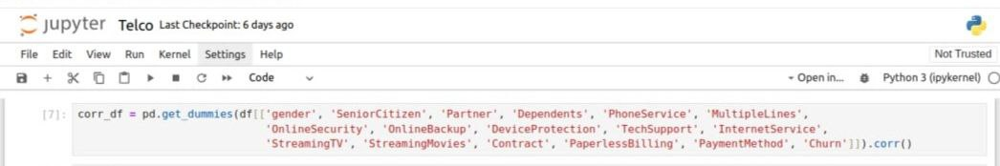 jupyter Telco Last Checkpoint: 6 days ago
File Edit View Run Kernel Settings Help Not Trusted
Code Open in... Python 3 (ipykernel)
[7]: corr_df = pd.get_dummies(df[['gender', 'SeniorCitizen', 'Partner', 'Dependents', 'PhoneService', 'MultipleLines',
'OnlineSecurity', 'OnlineBackup', 'DeviceProtection', 'TechSupport', 'InternetService',
'StreamingTV', 'StreamingMovies', 'Contract', 'PaperlessBilling', 'PaymentMethod', 'Churn']]).corr()